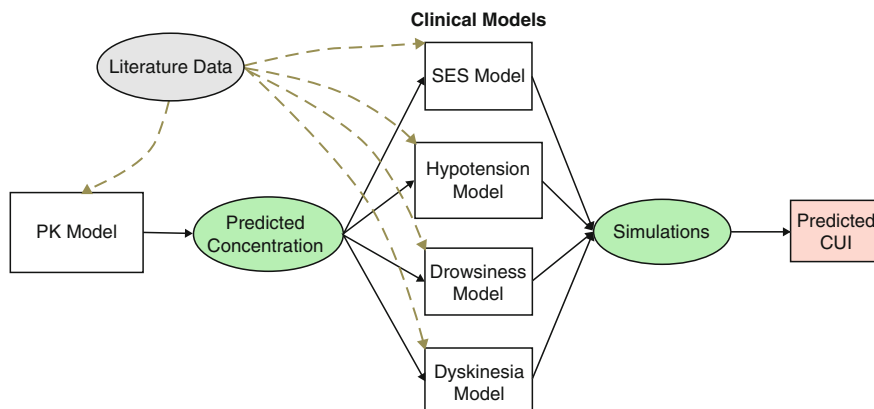 Clinical Models
Literature Data
SES Model
Hypotension
Model
PK Model
Predicted
Concentration
Simulations
Predicted
CUI
Drowsiness
Model
Dyskinesia
Model